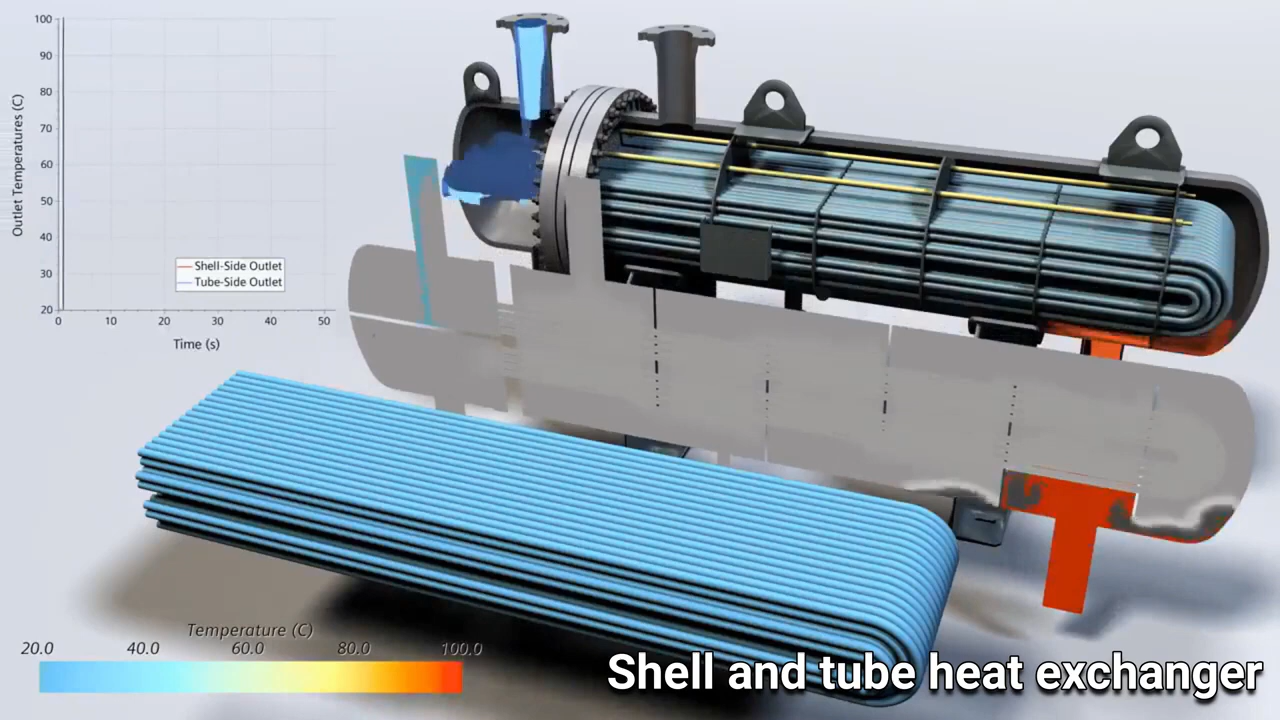 100
90
80
70
60
50
40
30
20
Outlet Temperatures (C)
Shell-Side Outlet
Tube-Side Outlet
0 10 20 30 40 50
Time (s)
Temperature (C)
20.0 40.0 60.0 80.0 100.0
Shell and tube heat exchanger